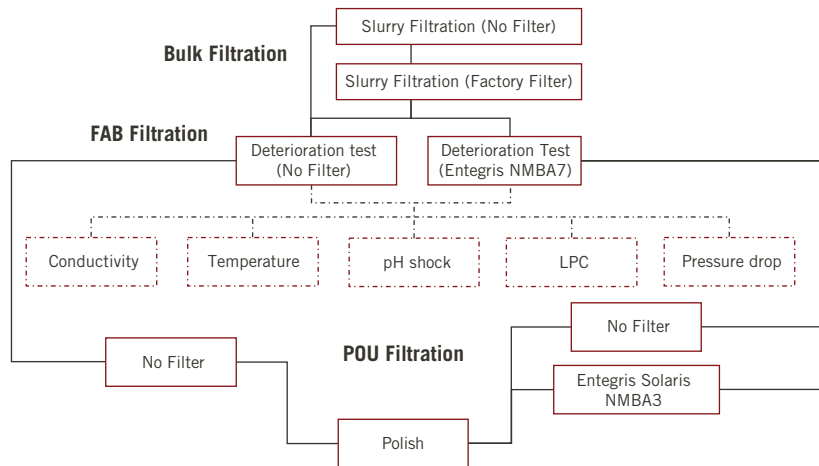 Slurry Filtration (No Filter)
Bulk Filtration
Slurry Filtration (Factory Filter)
FAB Filtration
Deterioration test
(No Filter)
Deterioration Test
(Entegris NMBA7)
Conductivity
Temperature
pH shock
LPC
Pressure drop
No Filter
POU Filtration
No Filter
Entegris Solaris
NMBA3
Polish